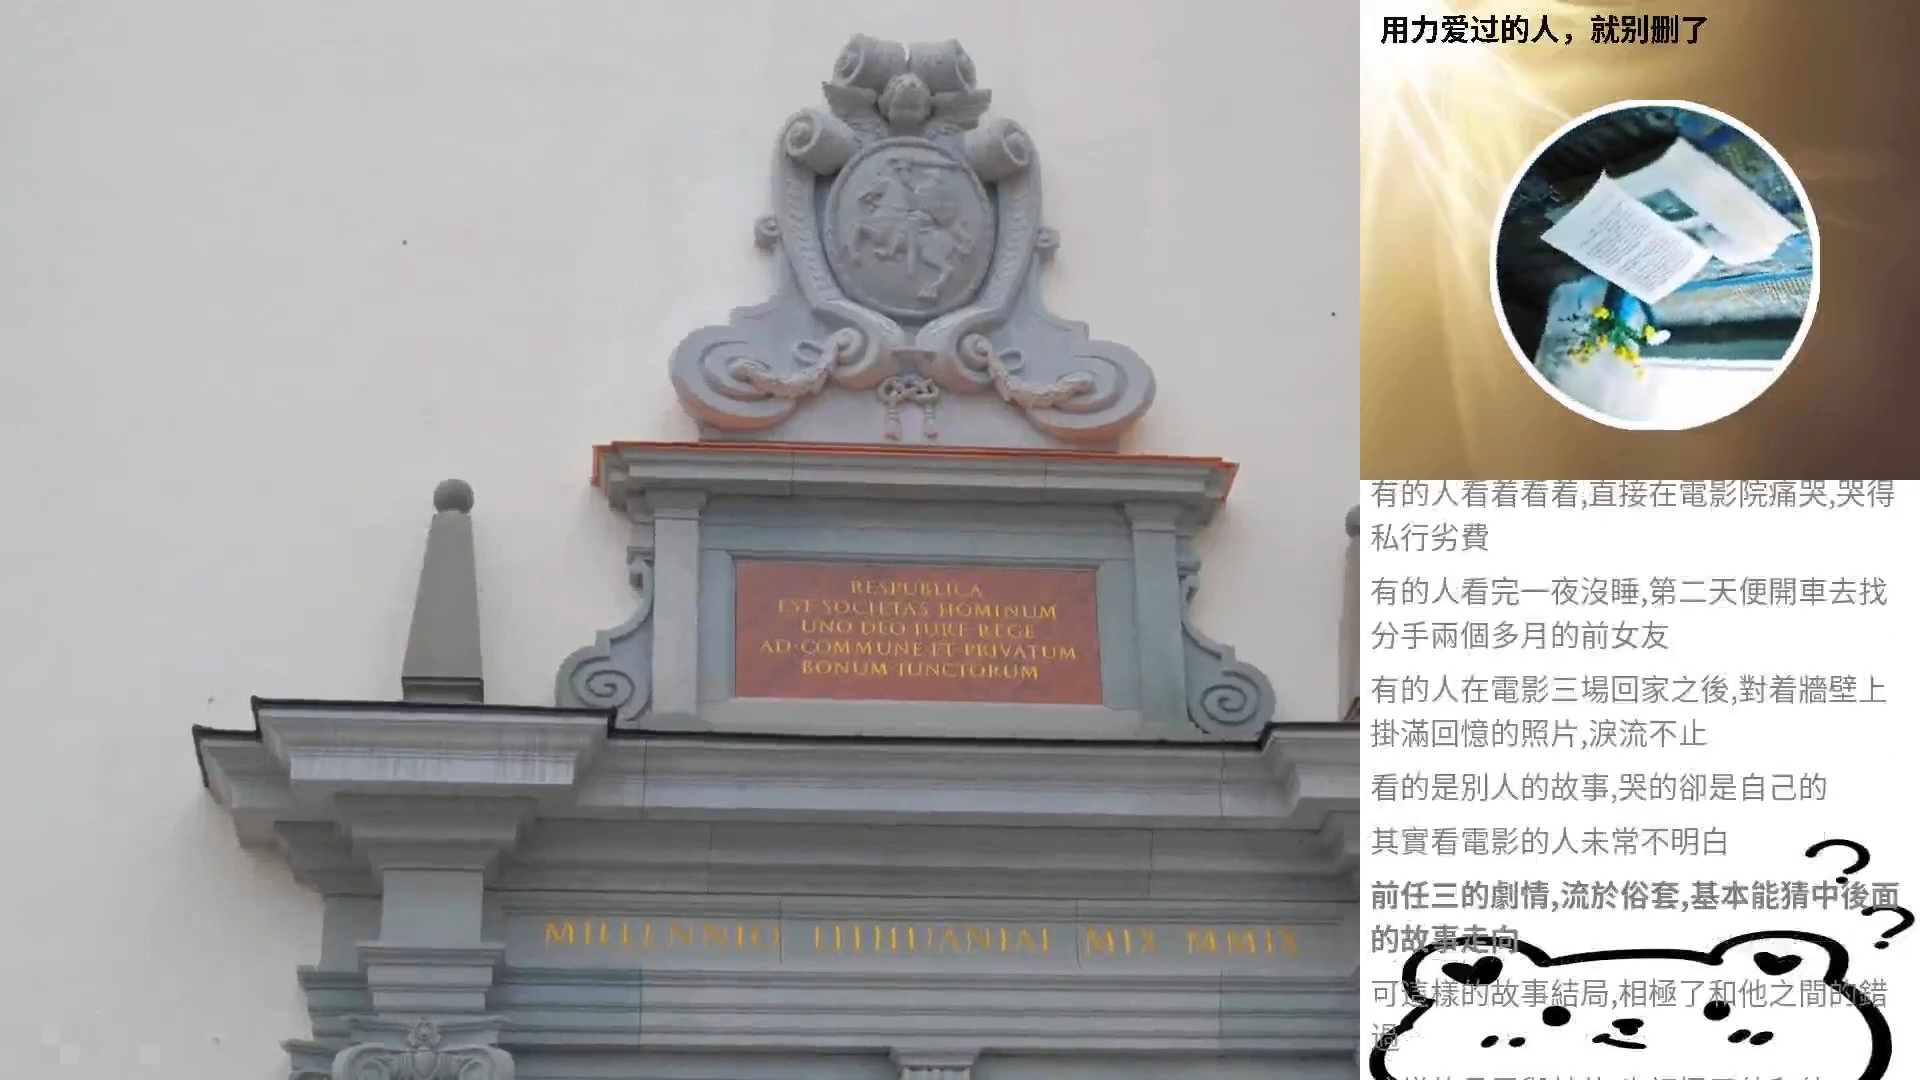 RESPUBLICA
EST SOCIETAS HOMINUM
UNO DEO IURE REGE
AD·COMMUNE ET PRIVATUM
BONUM JUNCTORUM
MILLENNIO LITHUANIAE MIX MMIX
用力爱过的人，就别删了
有的人看着看着,直接在電影院痛哭,哭得
私行劣費
有的人看完一夜沒睡,第二天便開車去找
分手兩個多月的前女友
有的人在電影三場回家之後,對着牆壁上
掛滿回憶的照片,淚流不止
看的是別人的故事,哭的卻是自己的
其實看電影的人未常不明白
前任三的劇情,流於俗套,基本能猜中後面
的故事走向
可這樣的故事結局,相極了和他之間的錯
過